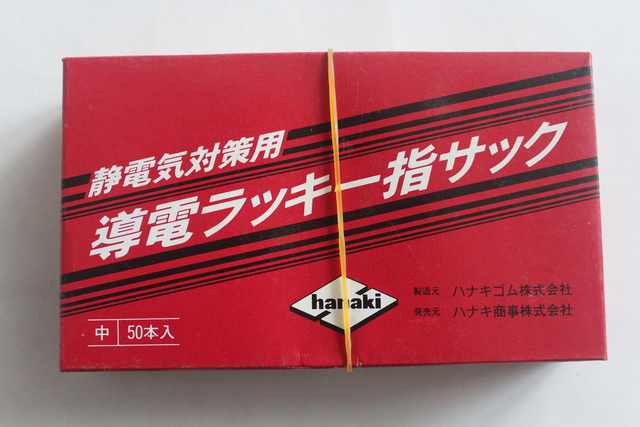 静電気対策用
導電ラッキー指サック
hanaki
製造元 ハナキゴム株式会社
発売元 ハナキ商事株式会社
中 50本入